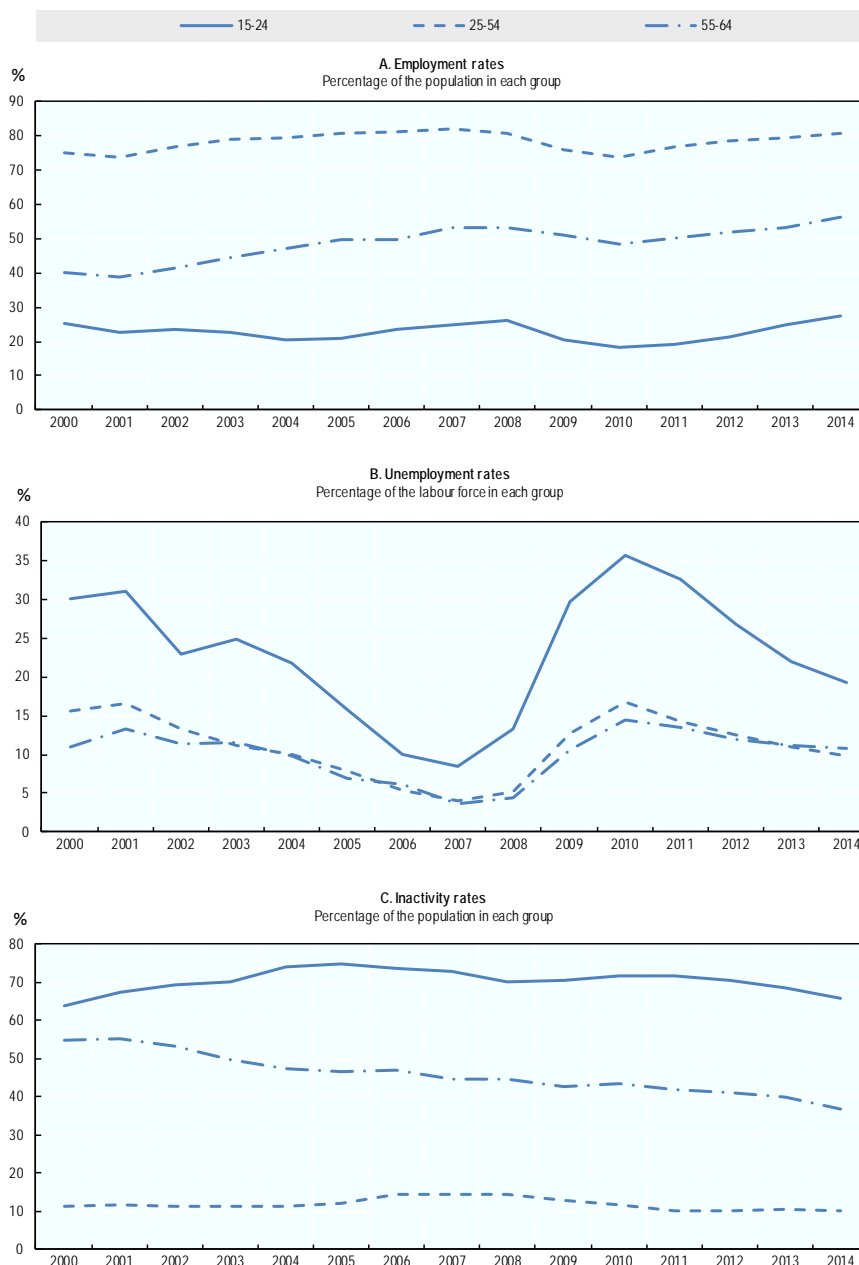 15-24 25-54 55-64
A. Employment rates
% Percentage of the population in each group
90
80
70
60
50
40
30
20
10
0
2000 2001 2002 2003 2004 2005 2006 2007 2008 2009 2010 2011 2012 2013 2014
B. Unemployment rates
% Percentage of the labour force in each group
40
35
30
25
20
15
10
5
0
2000 2001 2002 2003 2004 2005 2006 2007 2008 2009 2010 2011 2012 2013 2014
C. Inactivity rates
% Percentage of the population in each group
80
70
60
50
40
30
20
10
0
2000 2001 2002 2003 2004 2005 2006 2007 2008 2009 2010 2011 2012 2013 2014